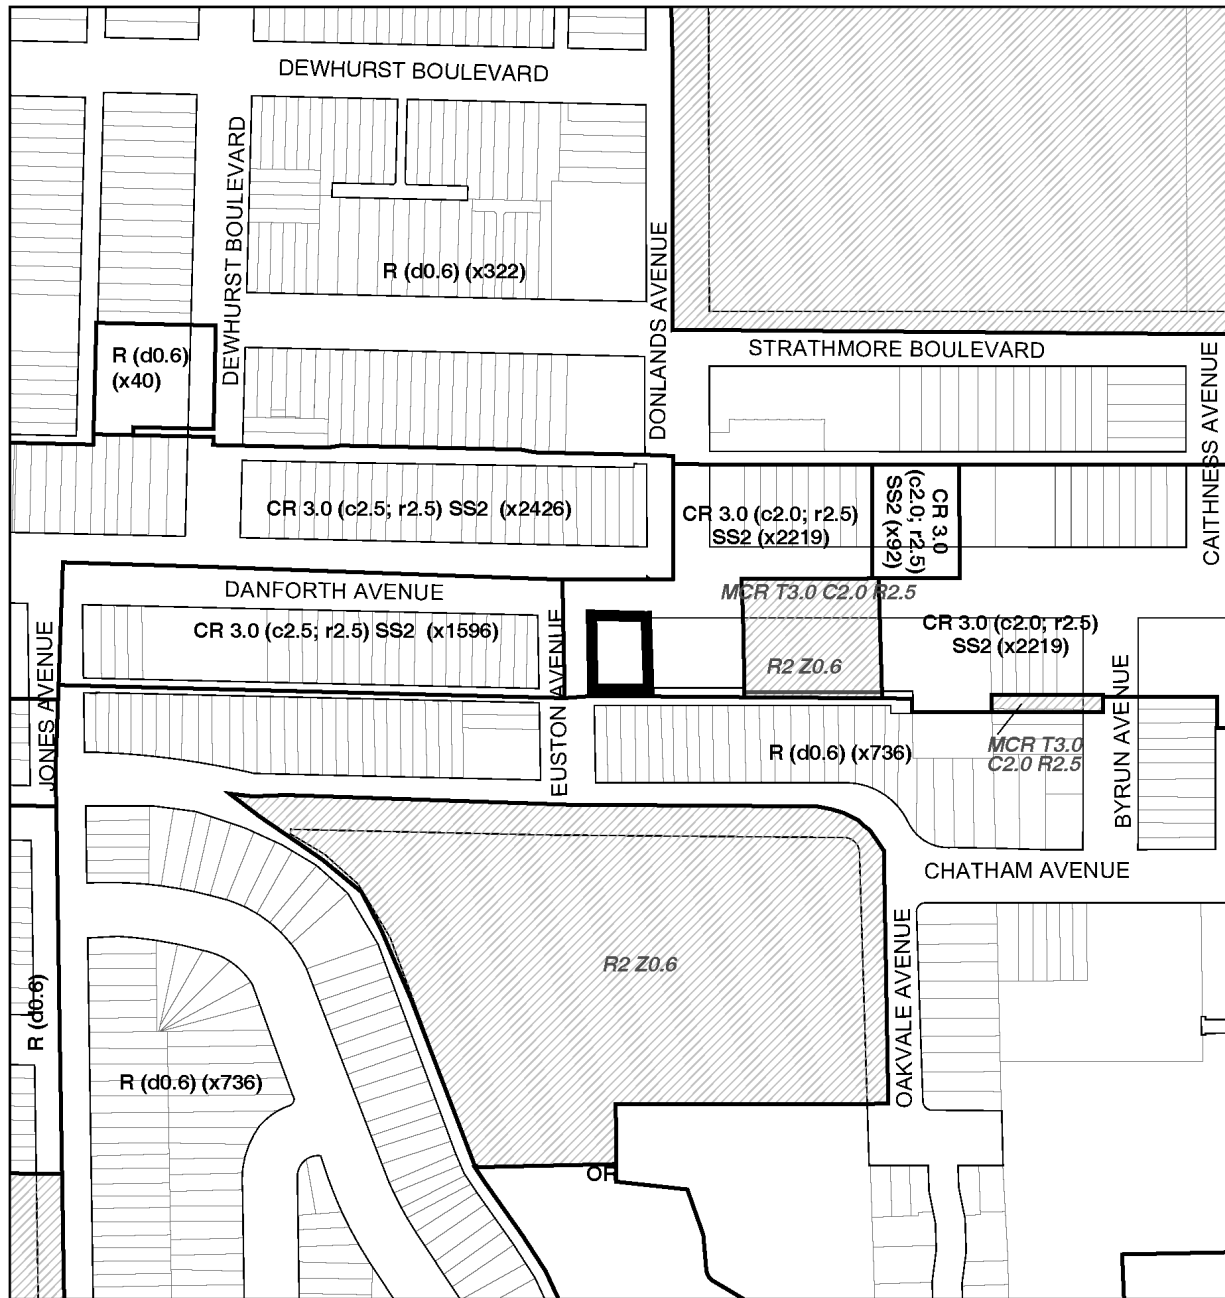 DEWHURST BOULEVARD
DEWHURST BOULEVARD
DONLANDS AVENUE
R (d0.6) (x322)
STRATHMORE BOULEVARD
CAITHNESS AVENUE
R (d0.6)
(x40)
CR 3.0 (c2.5; r2.5) SS2 (x2426)
CR 3.0 (c2.0; r2.5)
SS2 (x2219)
CR 3.0
(c2.0; r2.5)
SS2 (x92)
DANFORTH AVENUE
MCR T3.0 C2.0 R2.5
CR 3.0 (c2.5; r2.5) SS2 (x1596)
CR 3.0 (c2.0; r2.5)
SS2 (x2219)
R2 Z0.6
JONES AVENUE
EUSTON AVENUE
BYRUN AVENUE
R (d0.6) (x736)
MCR T3.0
C2.0 R2.5
CHATHAM AVENUE
R2 Z0.6
OAKVALE AVENUE
R (d0.6)
R (d0.6) (x736)
OR